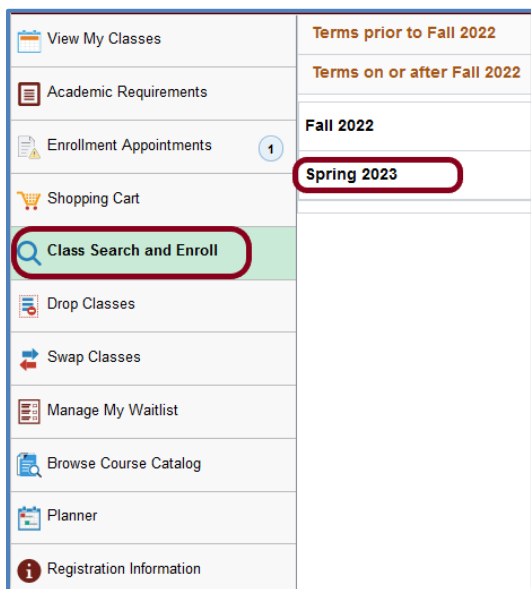 View My Classes
Academic Requirements
Enrollment Appointments
1
Shopping Cart
Class Search and Enroll
Drop Classes
Swap Classes
Manage My Waitlist
Browse Course Catalog
Planner
Registration Information
Terms prior to Fall 2022
Terms on or after Fall 2022
Fall 2022
Spring 2023